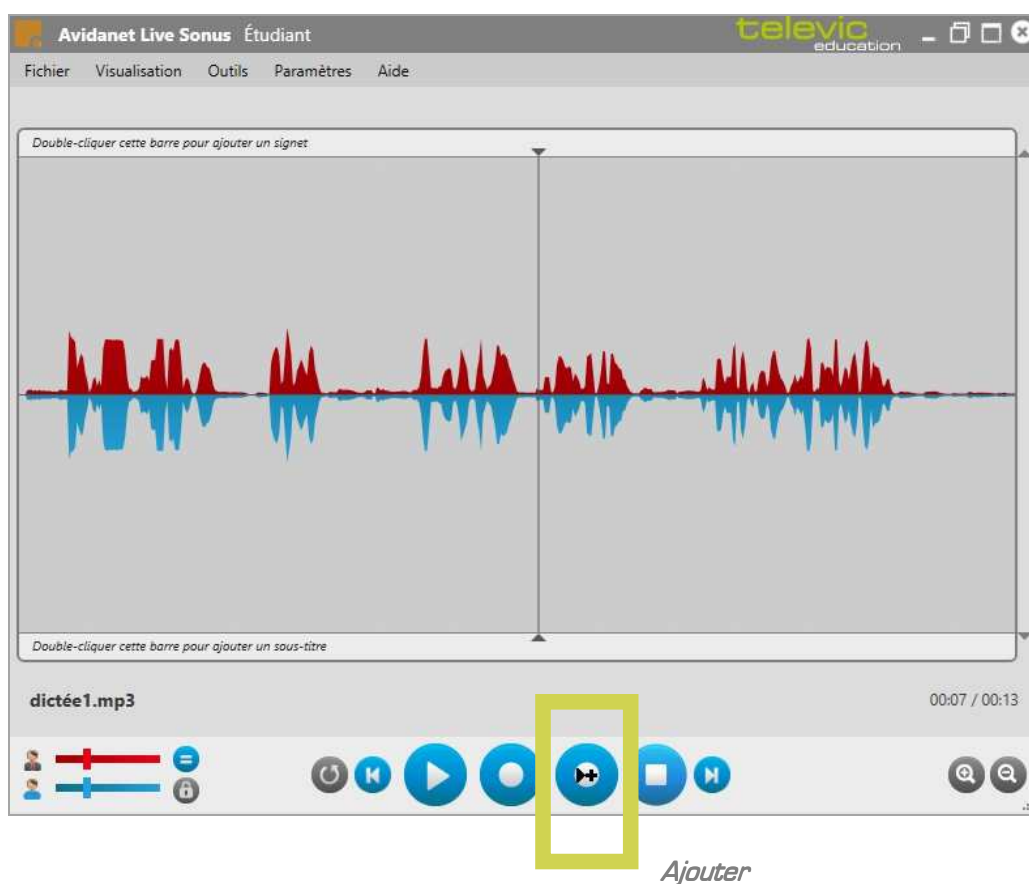 Avidanet Live Sonus Étudiant
televic
education
Fichier Visualisation Outils Paramètres Aide
Double-cliquer cette barre pour ajouter un signet
Double-cliquer cette barre pour ajouter un sous-titre
dictée1.mp3
00:07 / 00:13
Ajouter